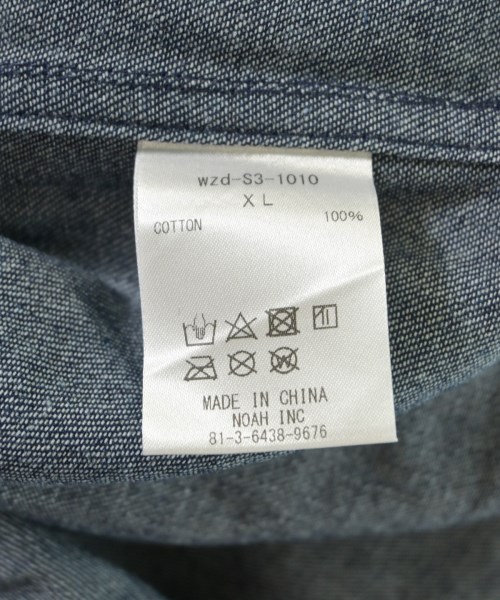 wzd-S3-1010
XL
COTTON 100%
MADE IN CHINA
NOAH INC
81-3-6438-9676